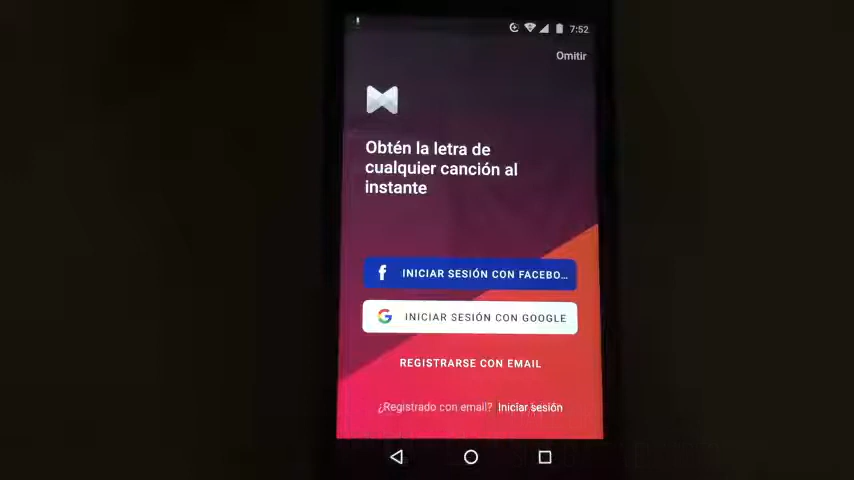 7:52
Omitir
Obtén la letra de
cualquier canción al
instante
INICIAR SESIÓN CON FACEBO...
INICIAR SESIÓN CON GOOGLE
REGISTRARSE CON EMAIL
¿Registrado con email? Iniciar sesión